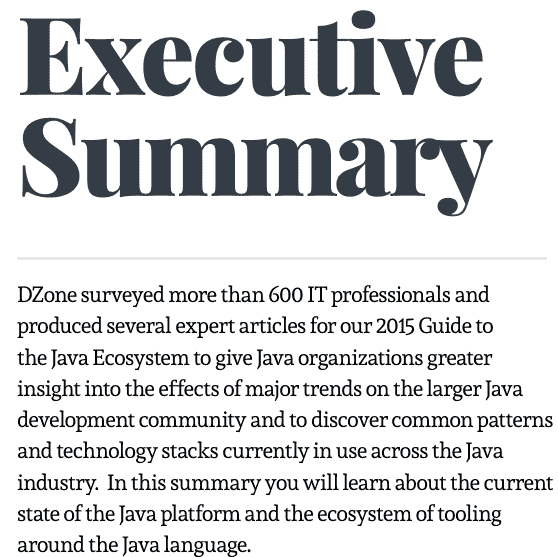 Executive
Summary
DZone surveyed more than 600 IT professionals and
produced several expert articles for our 2015 Guide to
the Java Ecosystem to give Java organizations greater
insight into the effects of major trends on the larger Java
development community and to discover common patterns
and technology stacks currently in use across the Java
industry.  In this summary you will learn about the current
state of the Java platform and the ecosystem of tooling
around the Java language.